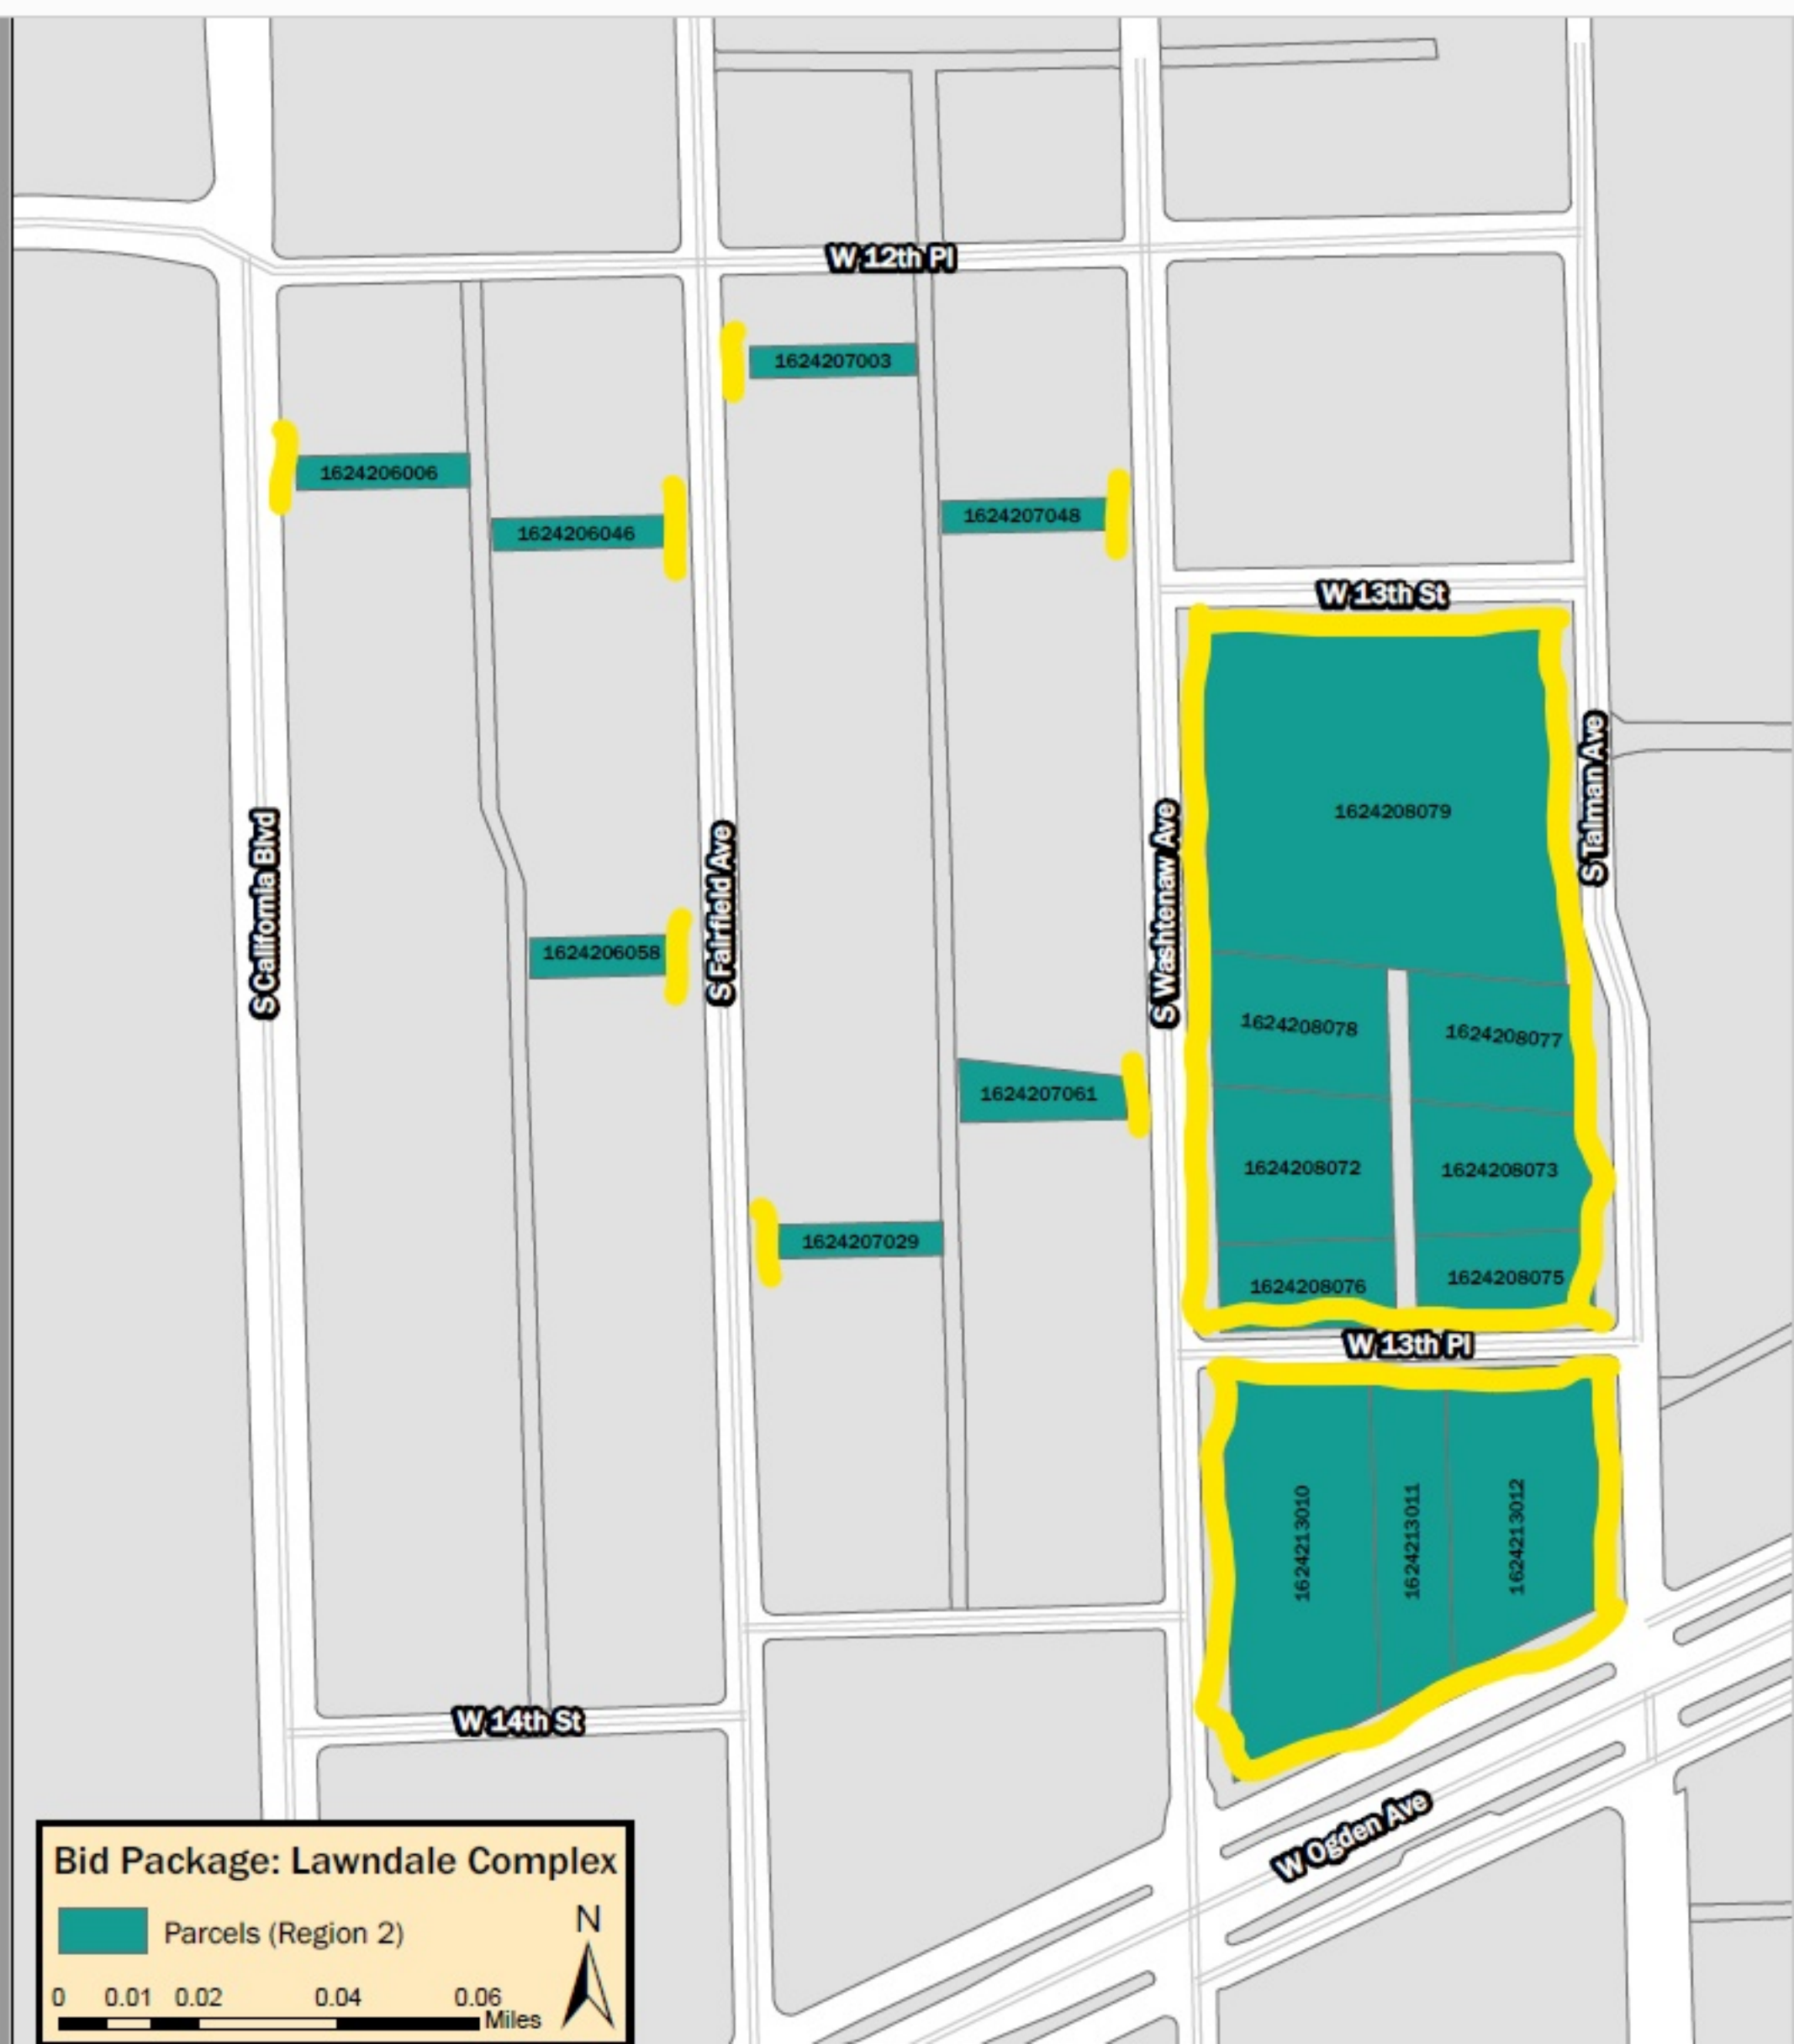 W 12th Pl
1624207003
1624206006
1624206046
1624207048
W 13th St
1624208079
S California Blvd
S Fairfield Ave
S Washtenaw Ave
S Talman Ave
1624206058
1624208078
1624208077
1624207061
1624208072
1624208073
1624207029
1624208076
1624208075
W 13th Pl
1624213010
1624213011
1624213012
W 14th St
W Ogden Ave
Bid Package: Lawndale Complex
Parcels (Region 2)
N
0 0.01 0.02 0.04 0.06
Miles